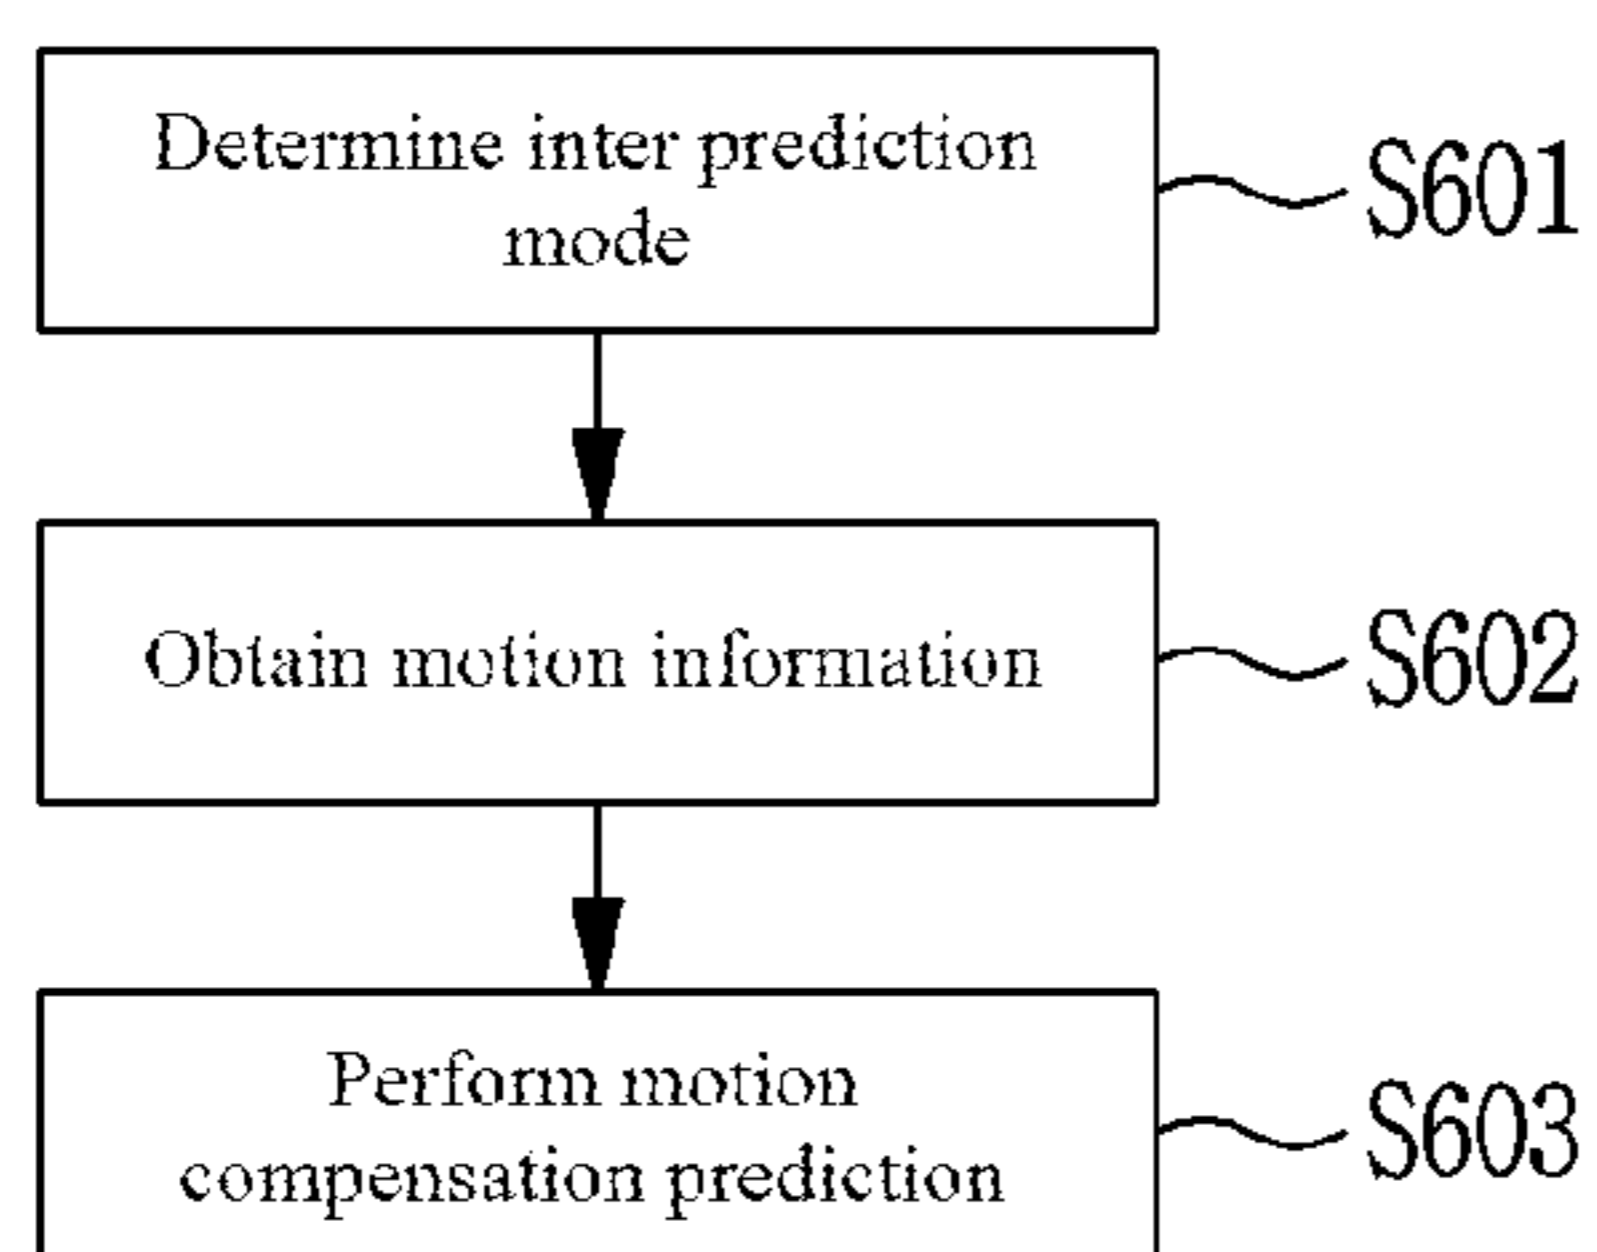 Determine inter prediction
mode
S601
Obtain motion information
S602
Perform motion
compensation prediction
S603